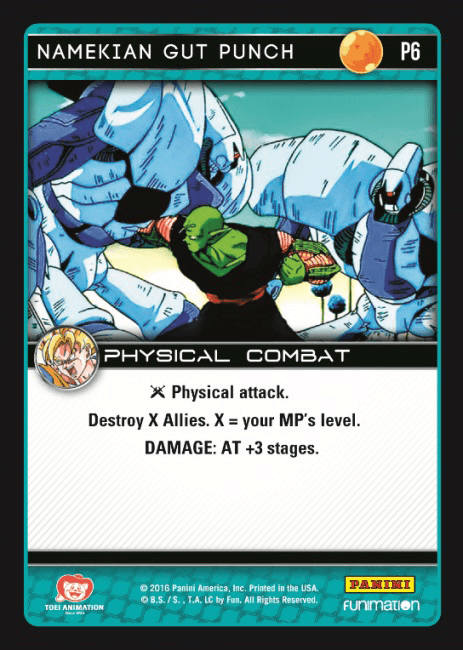 NAMEKIAN GUT PUNCH P6
PHYSICAL COMBAT
Physical attack.
Destroy X Allies. X = your MP's level.
DAMAGE: AT +3 stages.
TOEI ANIMATION
© 2016 Panini America, Inc. Printed in the USA.
© B.S. / S. , T.A. LC by Fun. All Rights Reserved.
PANINI
FUNimation